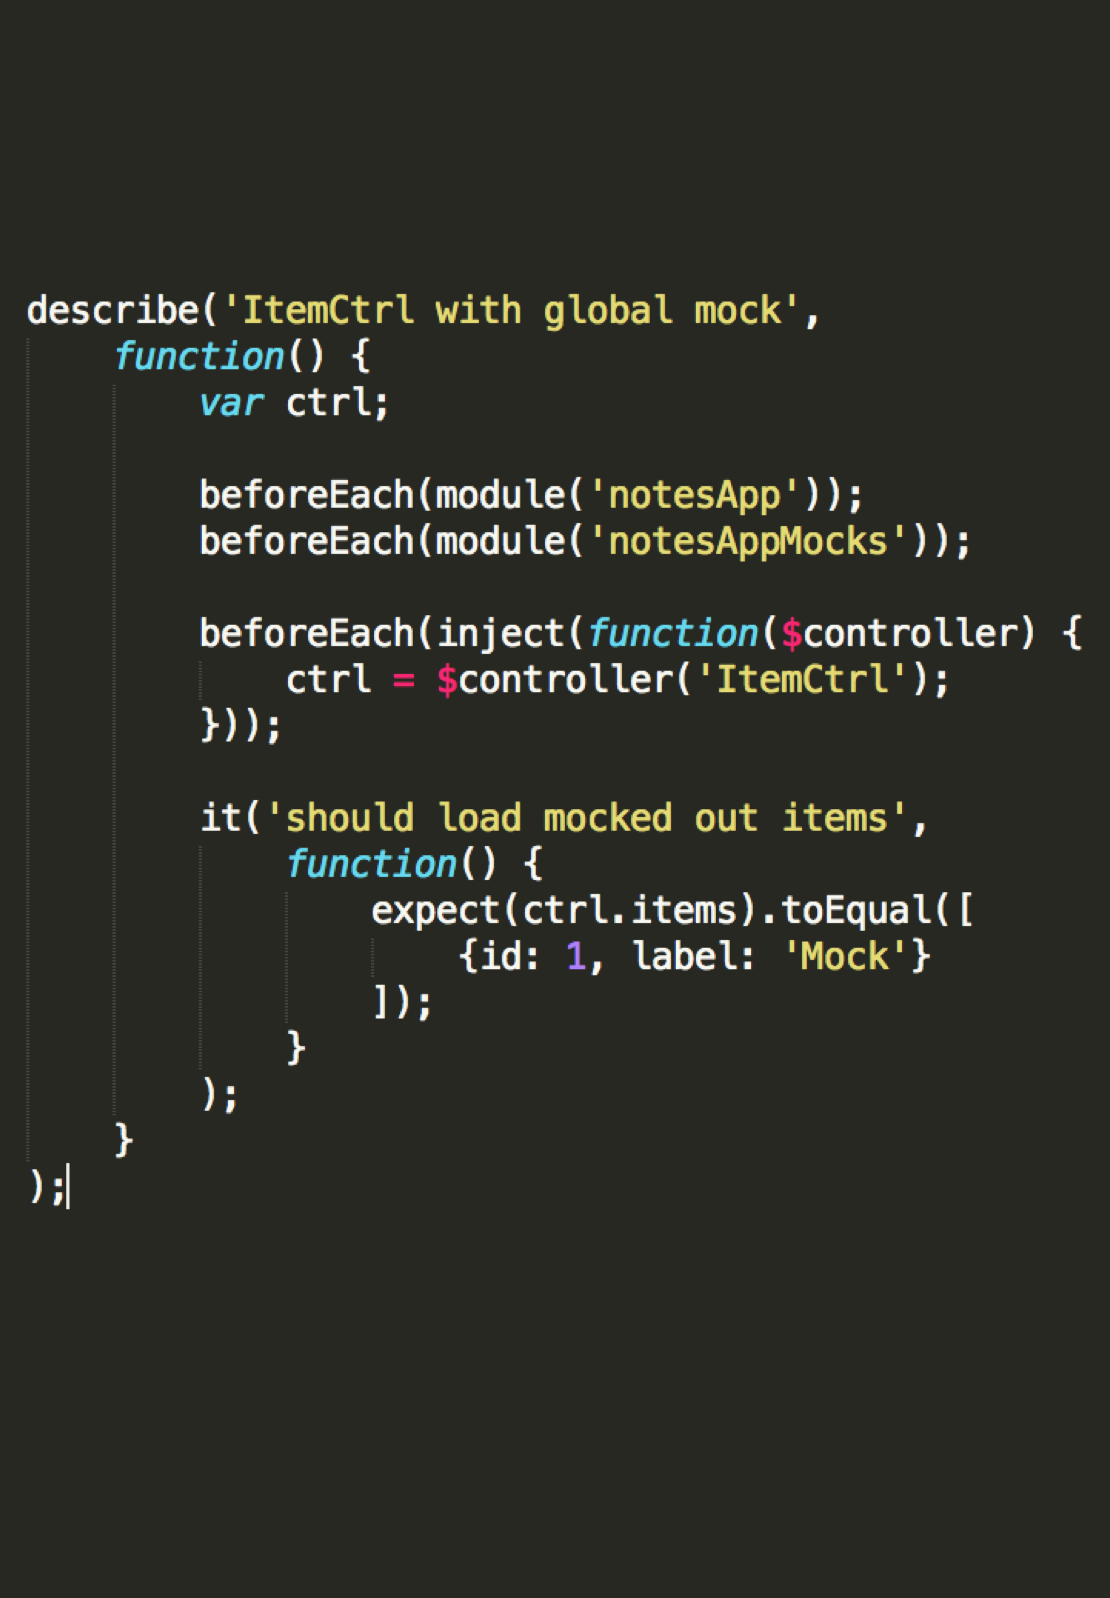 describe('ItemCtrl with global mock',
    function() {
        var ctrl;

        beforeEach(module('notesApp'));
        beforeEach(module('notesAppMocks'));

        beforeEach(inject(function($controller) {
            ctrl = $controller('ItemCtrl');
        }));

        it('should load mocked out items',
            function() {
                expect(ctrl.items).toEqual([
                    {id: 1, label: 'Mock'}
                ]);
            }
        );
    }
);